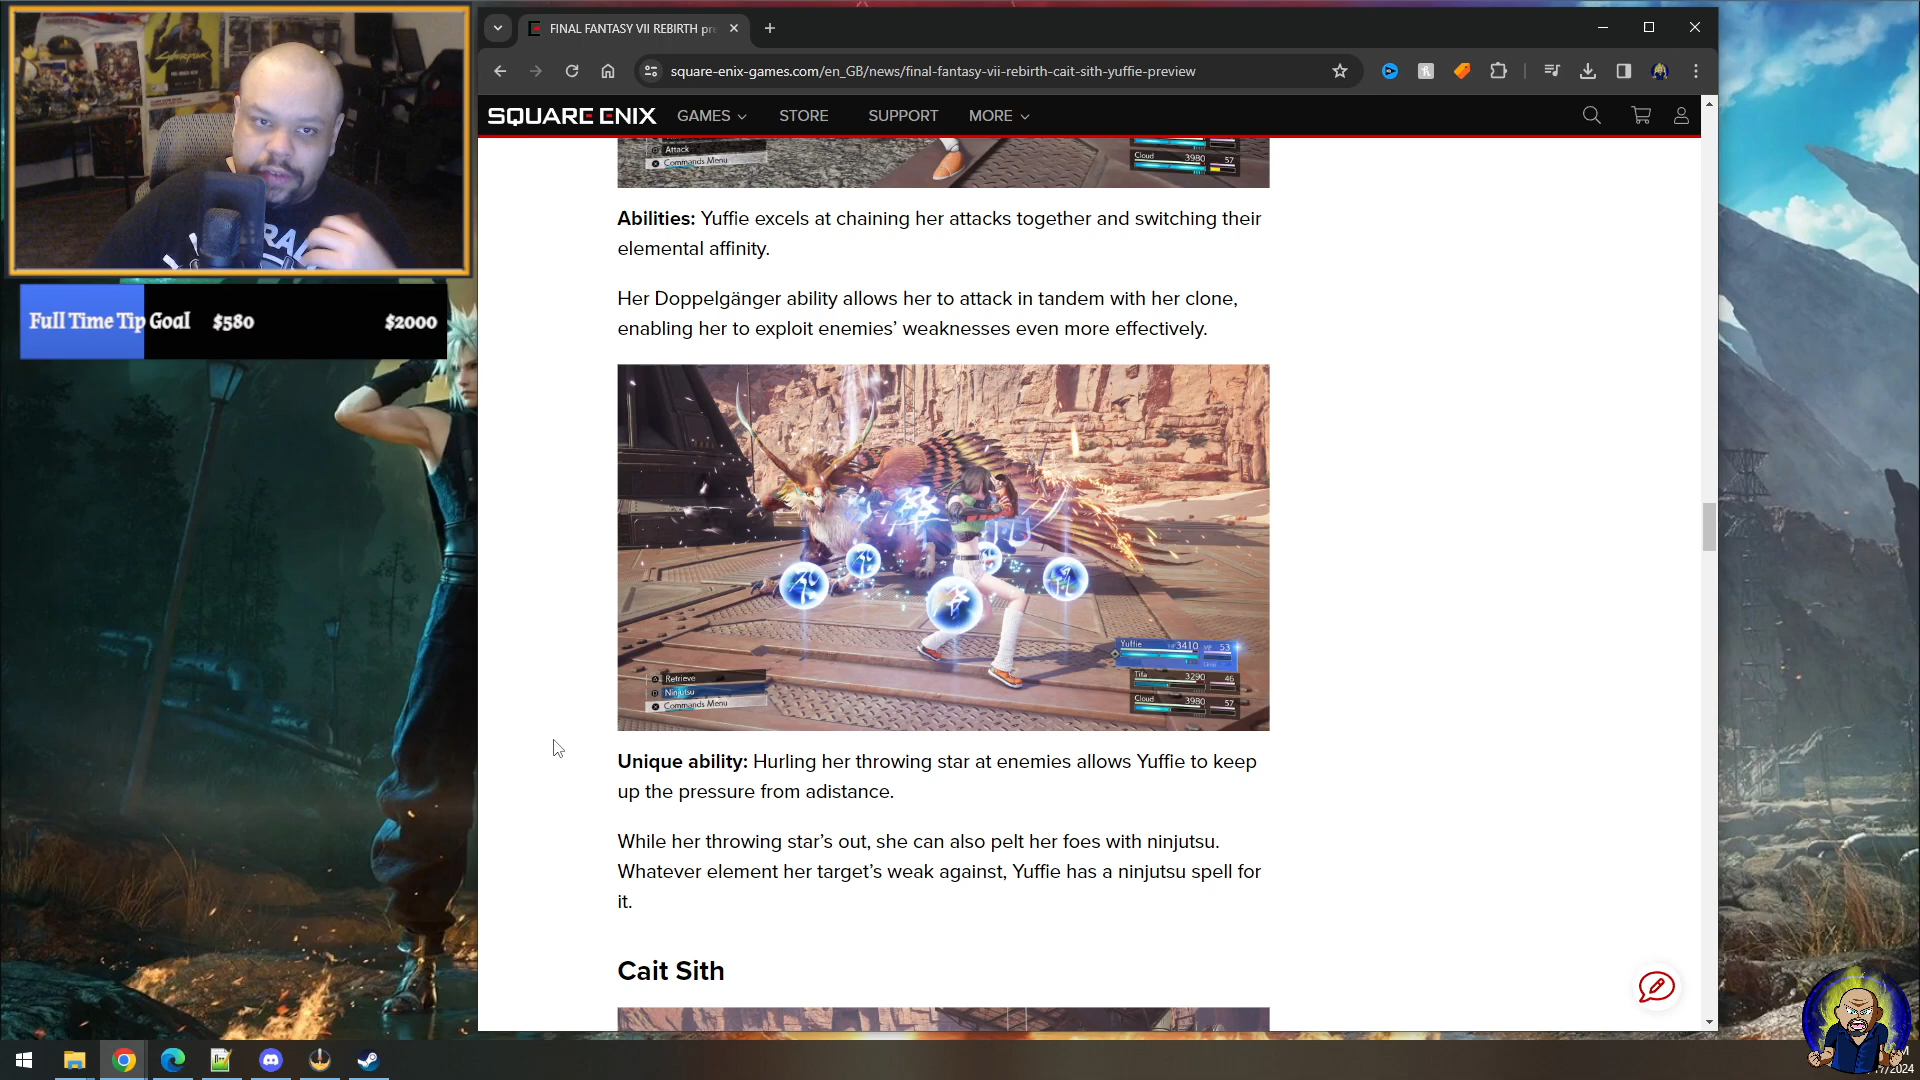 FINAL FANTASY VII REBIRTH pre
square-enix-games.com/en_GB/news/final-fantasy-vii-rebirth-cait-sith-yuffie-preview
SQUARE ENIX GAMES STORE SUPPORT MORE
Attack
Commands Menu
Cloud 3980 57
Full Time Tip Goal $580 $2000
Abilities: Yuffie excels at chaining her attacks together and switching their
elemental affinity.
Her Doppelgänger ability allows her to attack in tandem with her clone,
enabling her to exploit enemies’ weaknesses even more effectively.
Yuffie HP 3410 MP 53
Retrieve
Tifa 3290 46
Ninjutsu
Cloud 3980 57
Commands Menu
Unique ability: Hurling her throwing star at enemies allows Yuffie to keep
up the pressure from adistance.
While her throwing star’s out, she can also pelt her foes with ninjutsu.
Whatever element her target’s weak against, Yuffie has a ninjutsu spell for
it.
Cait Sith